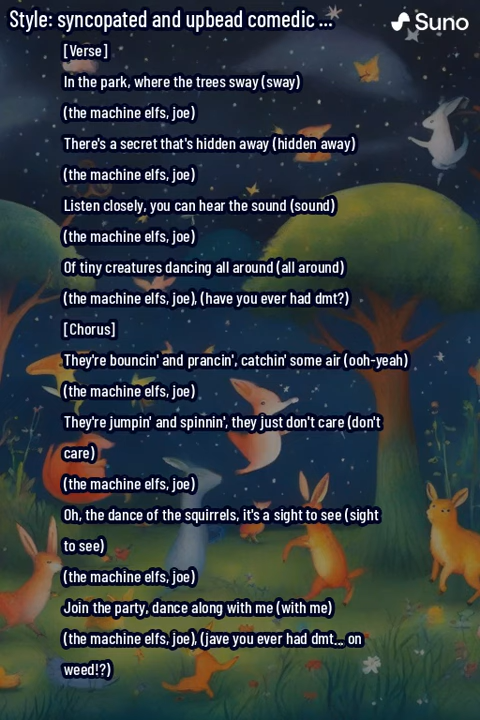 Style: syncopated and upbead comedic ...
Suno
[Verse]
In the park, where the trees sway (sway)
(the machine elfs, joe)
There's a secret that's hidden away (hidden away)
(the machine elfs, joe)
Listen closely, you can hear the sound (sound)
(the machine elfs, joe)
Of tiny creatures dancing all around (all around)
(the machine elfs, joe), (have you ever had dmt?)
[Chorus]
They're bouncin' and prancin', catchin' some air (ooh-yeah)
(the machine elfs, joe)
They're jumpin' and spinnin', they just don't care (don't
care)
(the machine elfs, joe)
Oh, the dance of the squirrels, it's a sight to see (sight
to see)
(the machine elfs, joe)
Join the party, dance along with me (with me)
(the machine elfs, joe), (jave you ever had dmt... on
weed!?)